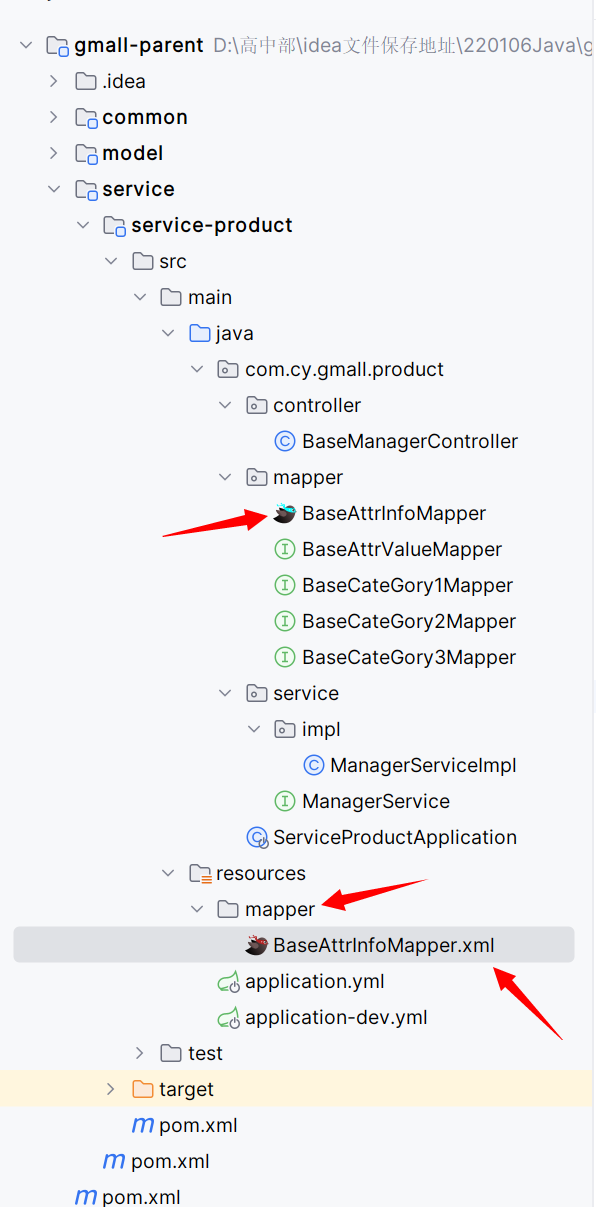 gmall-parent D:\高中部\idea文件保存地址\220106Java\g
.idea
common
model
service
service-product
src
main
java
com.cy.gmall.product
controller
C BaseManagerController
mapper
BaseAttrInfoMapper
I BaseAttrValueMapper
I BaseCateGory1Mapper
I BaseCateGory2Mapper
I BaseCateGory3Mapper
service
impl
C ManagerServiceImpl
I ManagerService
C ServiceProductApplication
resources
mapper
BaseAttrInfoMapper.xml
application.yml
application-dev.yml
test
target
m pom.xml
m pom.xml
m pom.xml